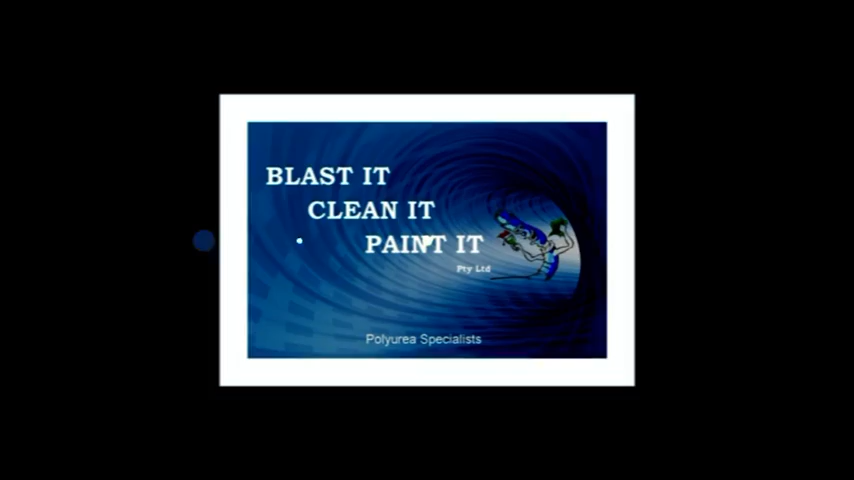 BLAST IT
CLEAN IT
PAINT IT
Pty Ltd
Polyurea Specialists